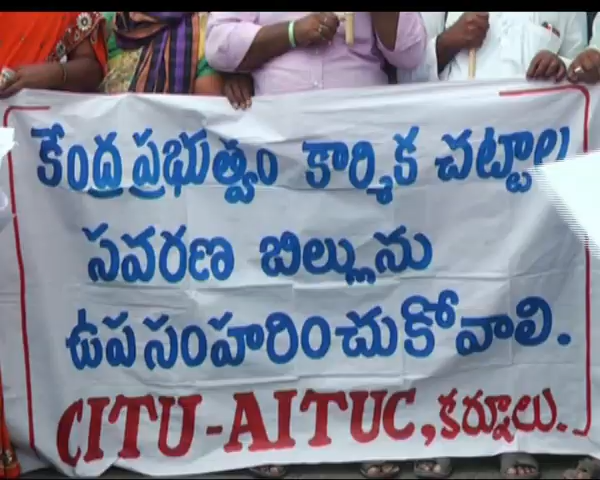 కేంద్ర ప్రభుత్వం కార్మిక చట్టాల
సవరణ బిల్లును
ఉపసంహరించుకోవాలి.
CITU-AITUC, కర్నూలు.